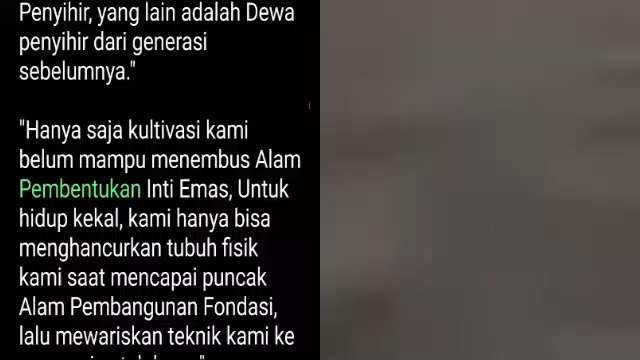 Penyihir, yang lain adalah Dewa
penyihir dari generasi
sebelumnya."
"Hanya saja kultivasi kami
belum mampu menembus Alam
Pembentukan Inti Emas, Untuk
hidup kekal, kami hanya bisa
menghancurkan tubuh fisik
kami saat mencapai puncak
Alam Pembangunan Fondasi,
lalu mewariskan teknik kami ke